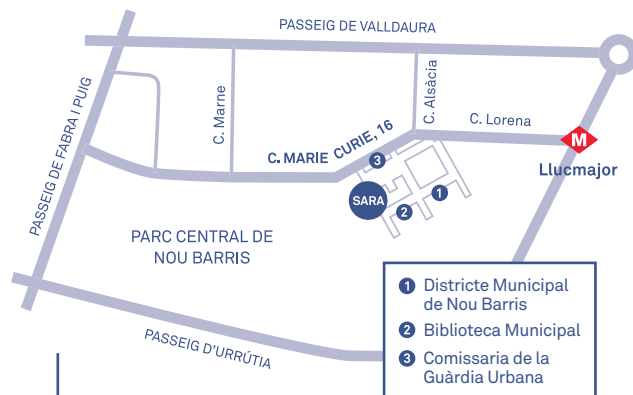 PASSEIG DE VALLDAURA
PASSEIG DE FABRA I PUIG
C. Marne
C. Alsàcia
C. Lorena
C. MARIE CURIE, 16
M
Llucmajor
3
1
2
SARA
PARC CENTRAL DE
NOU BARRIS
PASSEIG D'URRÚTIA
1 Districte Municipal
de Nou Barris
2 Biblioteca Municipal
3 Comissaria de la
Guàrdia Urbana